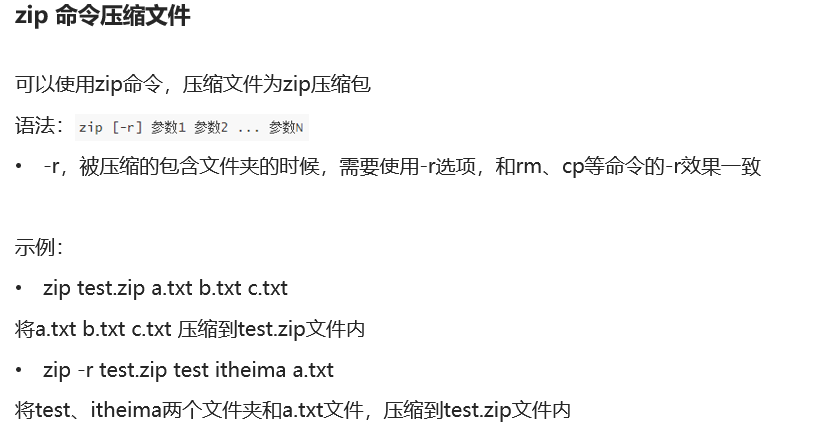 zip 命令压缩文件
可以使用zip命令，压缩文件为zip压缩包
语法：zip [-r] 参数1 参数2 ... 参数N
• -r，被压缩的包含文件夹的时候，需要使用-r选项，和rm、cp等命令的-r效果一致
示例：
• zip test.zip a.txt b.txt c.txt
将a.txt b.txt c.txt 压缩到test.zip文件内
• zip -r test.zip test itheima a.txt
将test、itheima两个文件夹和a.txt文件，压缩到test.zip文件内